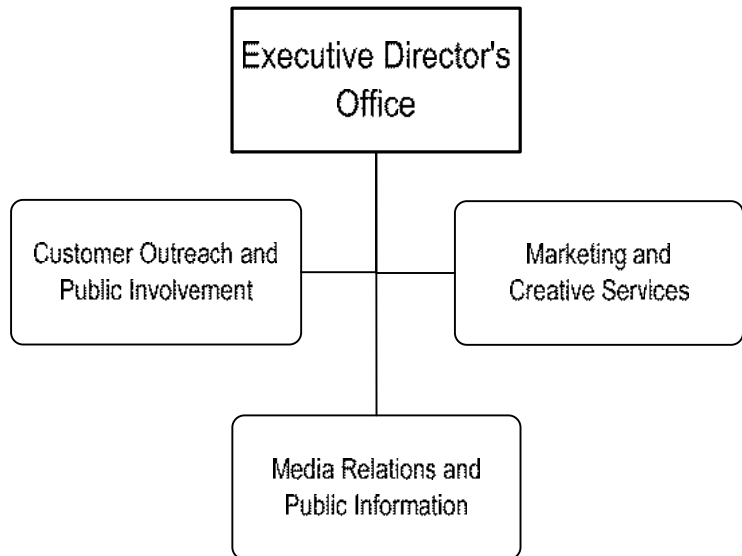 Executive Director's
Office
Customer Outreach and
Public Involvement
Marketing and
Creative Services
Media Relations and
Public Information